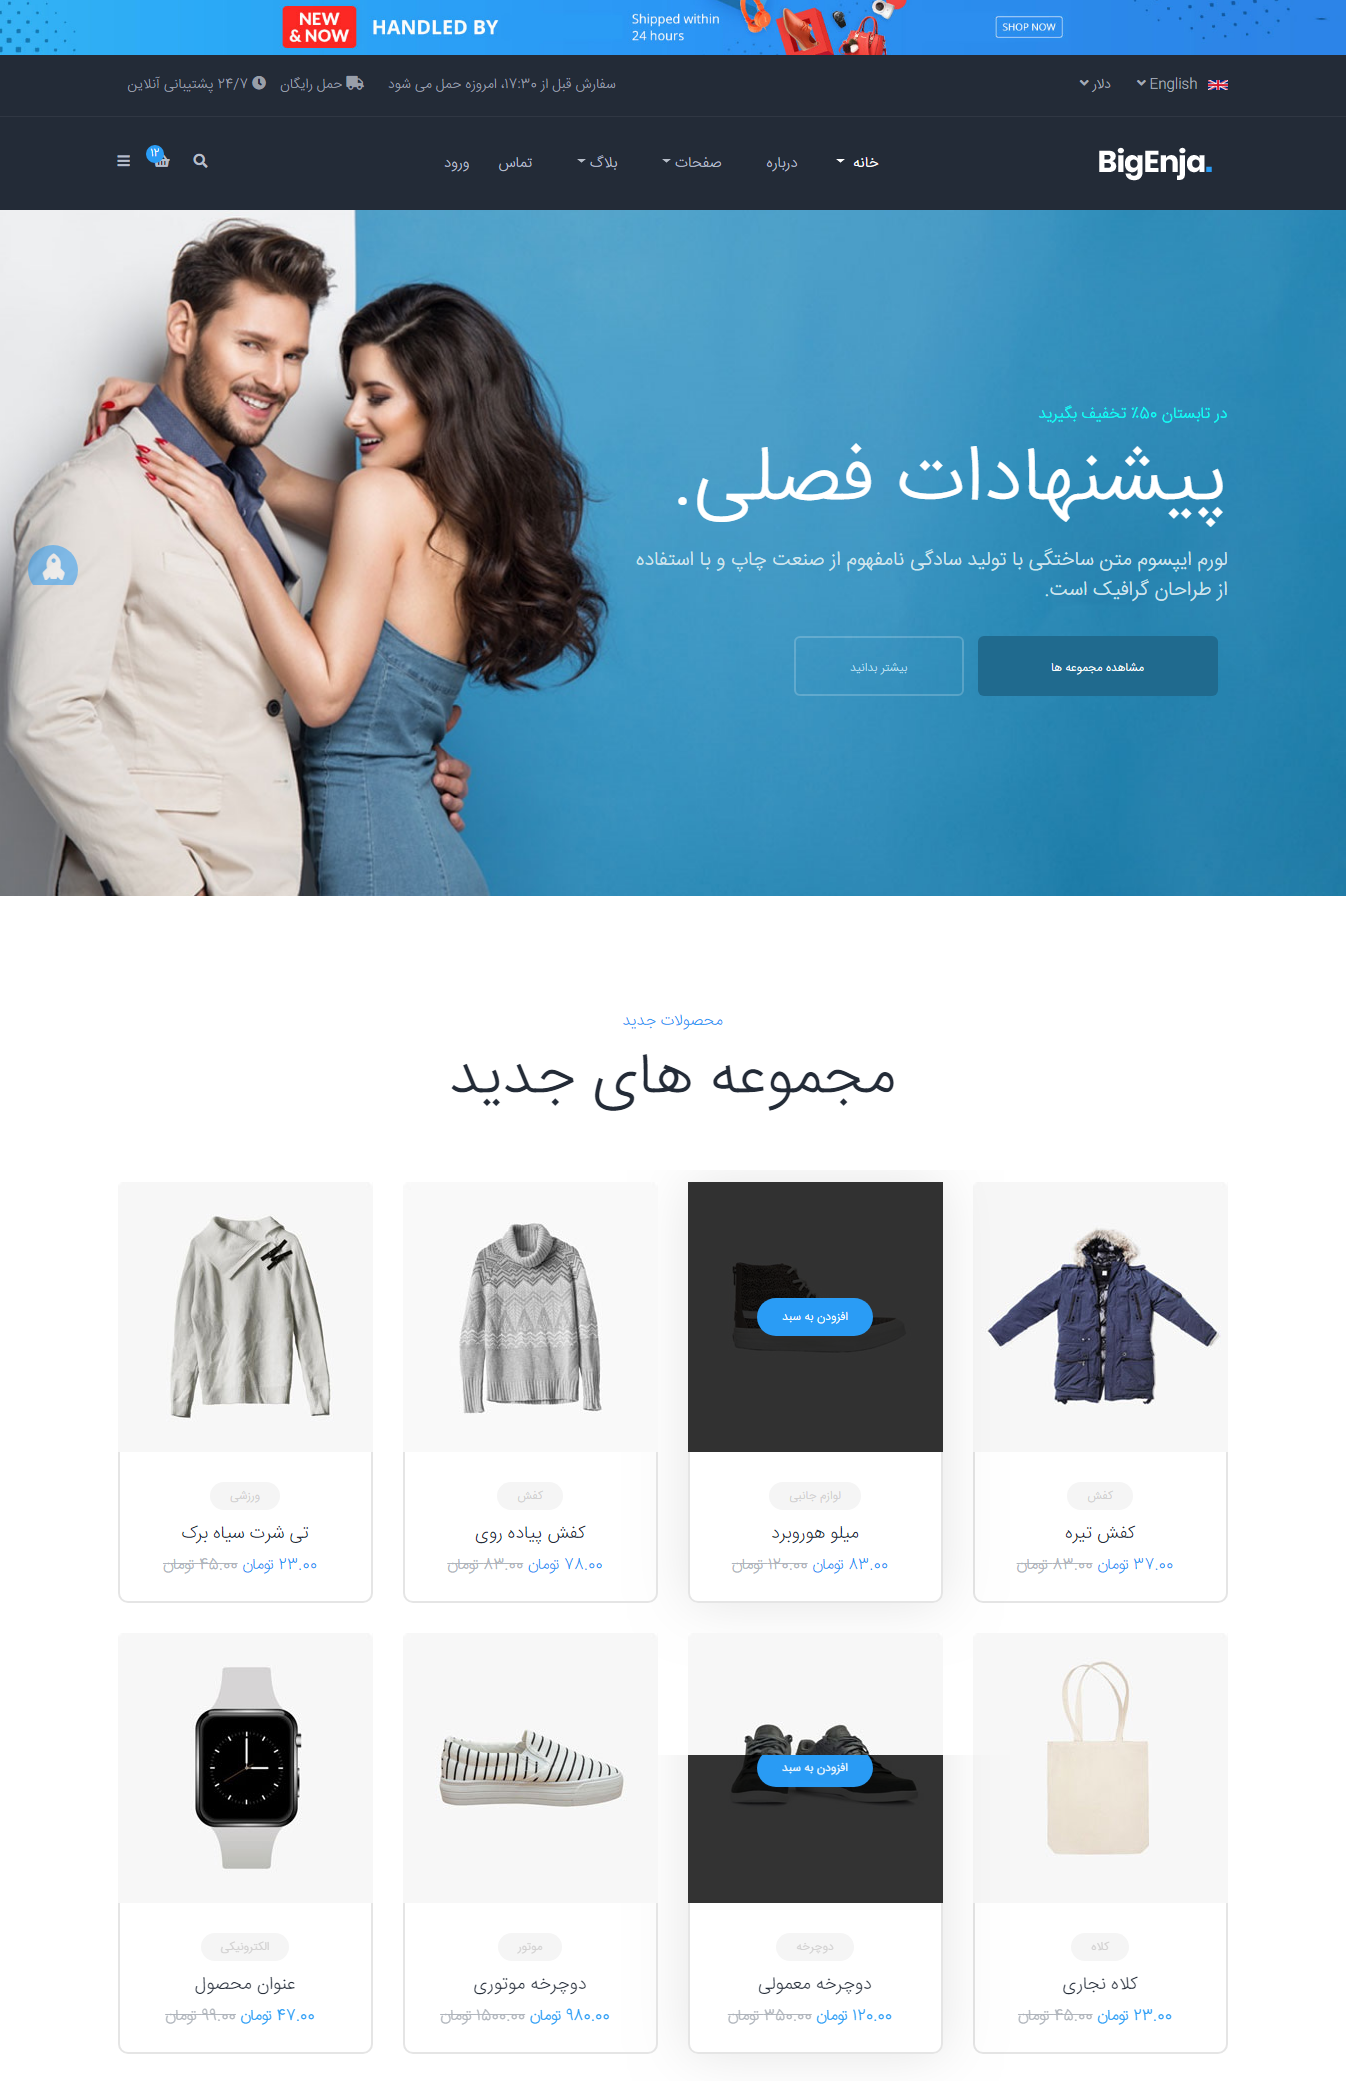 NEW
& NOW
HANDLED BY
Shipped within
24 hours
SHOP NOW
English
دلار
سفارش قبل از ۱۷:۳۰، امروزه حمل می شود
حمل رایگان
۲۴/۷ پشتیبانی آنلاین
BigEnja.
خانه
درباره
صفحات
بلاگ
تماس
ورود
۱۲
در تابستان ۵۰٪ تخفیف بگیرید
پیشنهادات فصلی.
لورم ایپسوم متن ساختگی با تولید سادگی نامفهوم از صنعت چاپ و با استفاده
از طراحان گرافیک است.
مشاهده مجموعه ها
بیشتر بدانید
محصولات جدید
مجموعه های جدید
کفش
کفش تیره
۳۷.۰۰ تومان ۸۳.۰۰ تومان
افزودن به سبد
لوازم جانبی
میلو هوروبرد
۸۳.۰۰ تومان ۱۲۰.۰۰ تومان
کفش
کفش پیاده روی
۷۸.۰۰ تومان ۸۳.۰۰ تومان
ورزشی
تی شرت سیاه برک
۲۳.۰۰ تومان ۴۵.۰۰ تومان
کلاه
کلاه نجاری
۲۳.۰۰ تومان ۴۵.۰۰ تومان
افزودن به سبد
دوچرخه
دوچرخه معمولی
۱۲۰.۰۰ تومان ۳۵۰.۰۰ تومان
موتور
دوچرخه موتوری
۹۸۰.۰۰ تومان ۱۵۰۰.۰۰ تومان
الکترونیکی
عنوان محصول
۴۷.۰۰ تومان ۹۹.۰۰ تومان